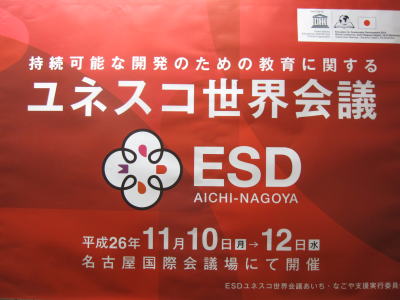 持続可能な開発のための教育に関する
ユネスコ世界会議
ESD
AICHI-NAGOYA
平成26年11月10日月→12日水
名古屋国際会議場にて開催
ESDユネスコ世界会議あいち・なごや支援実行委員